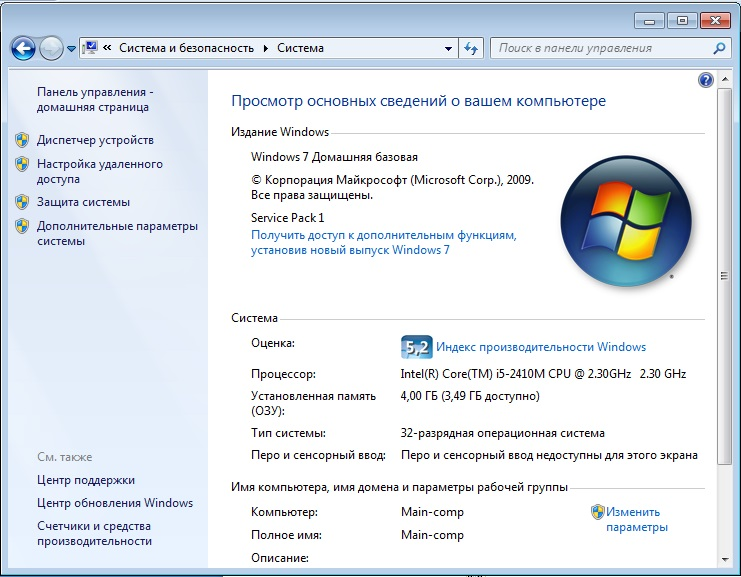 « Система и безопасность ▸ Система
Поиск в панели управления
Панель управления -
домашняя страница
Диспетчер устройств
Настройка удаленного
доступа
Защита системы
Дополнительные параметры
системы
См. также
Центр поддержки
Центр обновления Windows
Счетчики и средства
производительности
Просмотр основных сведений о вашем компьютере
Издание Windows
Windows 7 Домашняя базовая
© Корпорация Майкрософт (Microsoft Corp.), 2009.
Все права защищены.
Service Pack 1
Получить доступ к дополнительным функциям,
установив новый выпуск Windows 7
Система
Оценка: 5,2 Индекс производительности Windows
Процессор: Intel(R) Core(TM) i5-2410M CPU @ 2.30GHz 2.30 GHz
Установленная память 4,00 ГБ (3,49 ГБ доступно)
(ОЗУ):
Тип системы: 32-разрядная операционная система
Перо и сенсорный ввод: Перо и сенсорный ввод недоступны для этого экрана
Имя компьютера, имя домена и параметры рабочей группы
Компьютер: Main-comp Изменить
параметры
Полное имя: Main-comp
Описание: